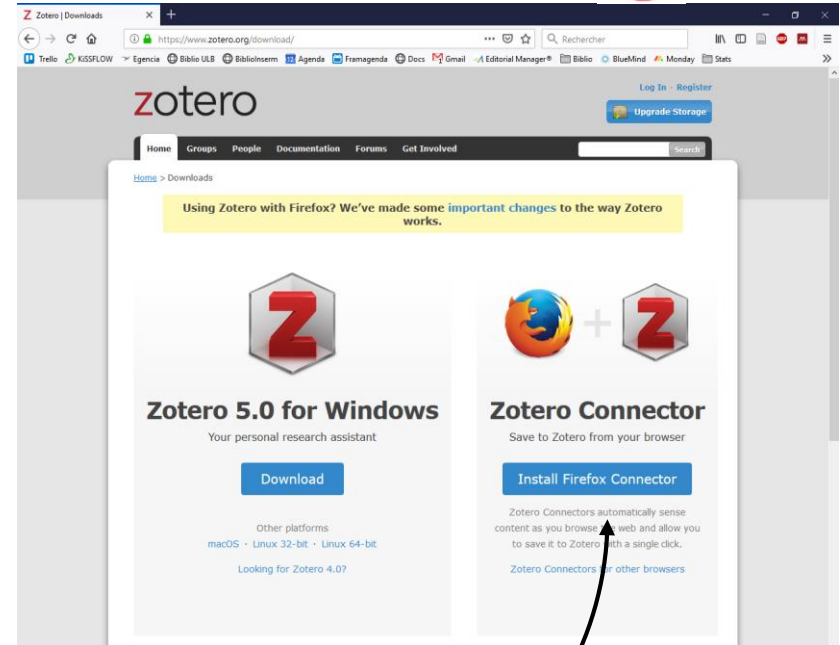 Zotero | Downloads
https://www.zotero.org/download/
Rechercher
Trello KiSSFLOW Egencia Biblio ULB BiblioInserm Agenda Framagenda Docs Gmail Editorial Manager® Biblio BlueMind Monday Stats
zotero
Log In · Register
Upgrade Storage
Home Groups People Documentation Forums Get Involved
Search
Home > Downloads
Using Zotero with Firefox? We've made some important changes to the way Zotero
works.
Zotero 5.0 for Windows
Your personal research assistant
Download
Other platforms
macOS · Linux 32-bit · Linux 64-bit
Looking for Zotero 4.0?
Zotero Connector
Save to Zotero from your browser
Install Firefox Connector
Zotero Connectors automatically sense
content as you browse the web and allow you
to save it to Zotero with a single click.
Zotero Connectors for other browsers